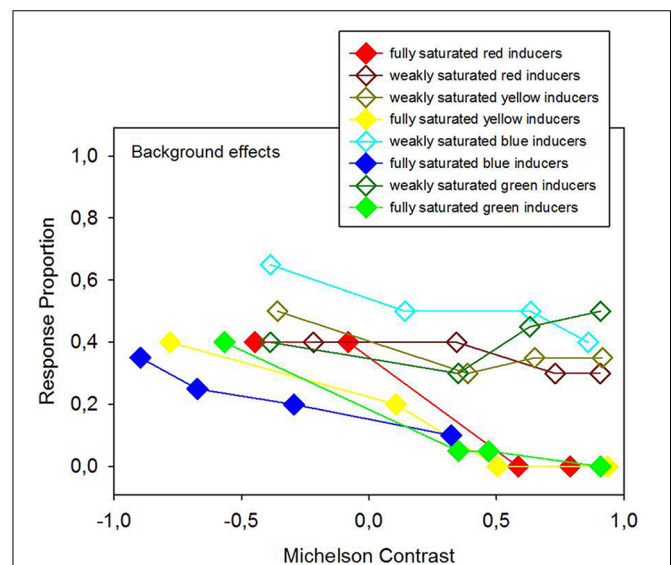 fully saturated red inducers
weakly saturated red inducers
weakly saturated yellow inducers
fully saturated yellow inducers
weakly saturated blue inducers
fully saturated blue inducers
weakly saturated green inducers
fully saturated green inducers
Background effects
Response Proportion
1,0
0,8
0,6
0,4
0,2
0,0
-1,0 -0,5 0,0 0,5 1,0
Michelson Contrast